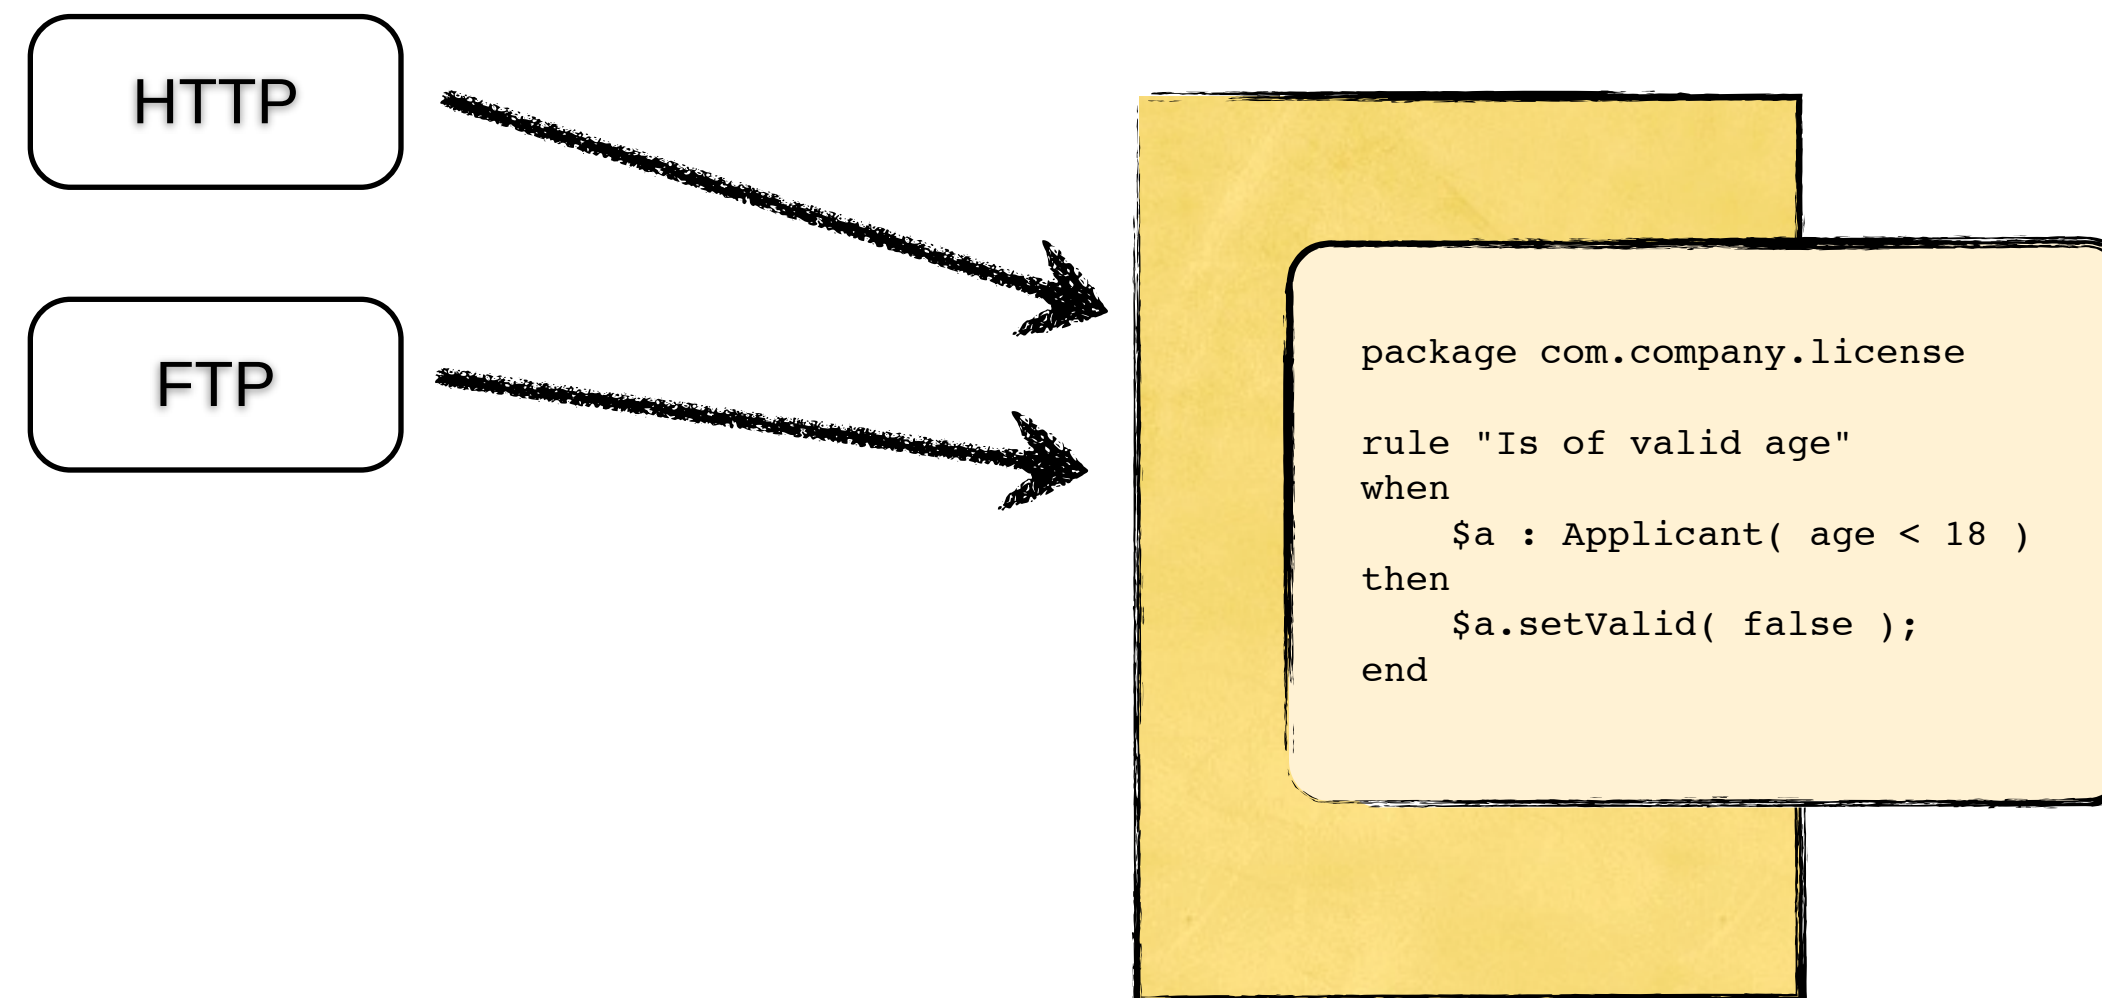 HTTP
FTP
package com.company.license
rule "Is of valid age"
when
    $a : Applicant( age < 18 )
then
    $a.setValid( false );
end